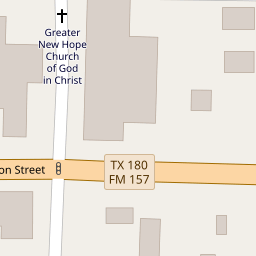 Greater
New Hope
Church
of God
in Christ
on Street
TX 180
FM 157